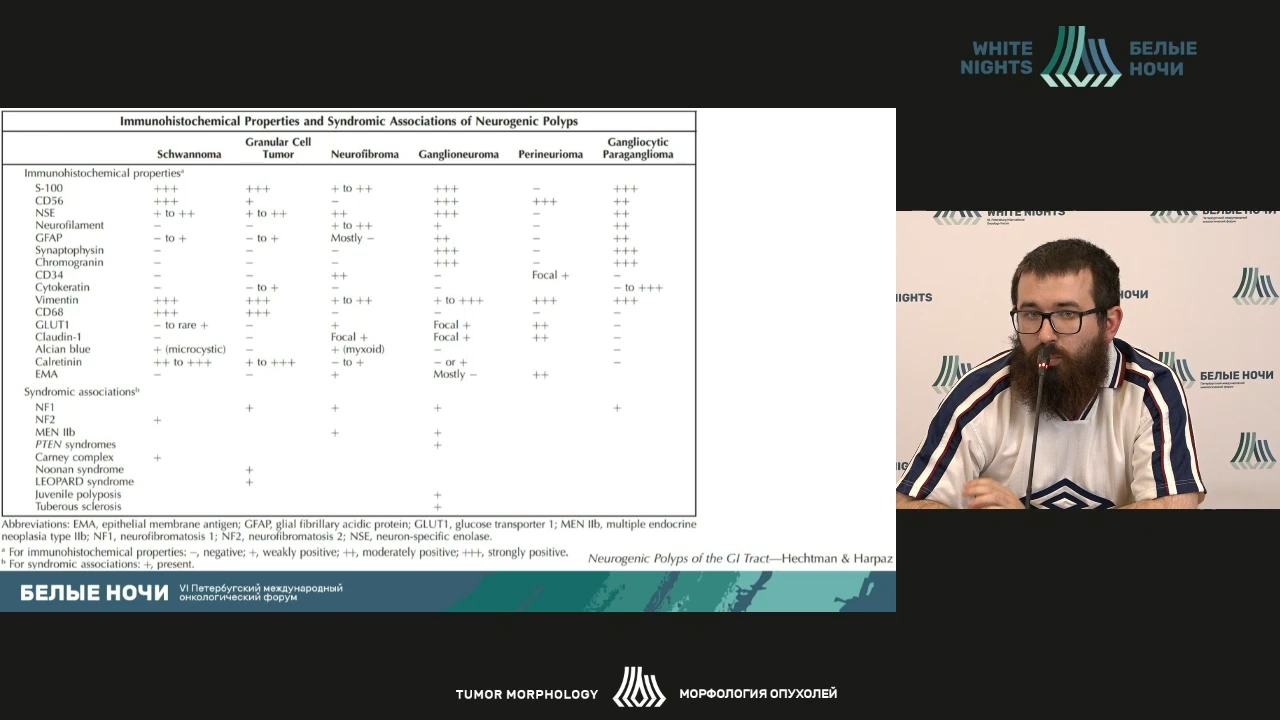 WHITE NIGHTS БЕЛЫЕ НОЧИ
Immunohistochemical Properties and Syndromic Associations of Neurogenic Polyps
Schwannoma Granular Cell Tumor Neurofibroma Ganglioneuroma Perineurioma Gangliocytic Paraganglioma
Immunohistochemical propertiesᵃ
S-100 +++ +++ + to ++ +++ − +++
CD56 +++ + − +++ +++ ++
NSE + to ++ + to ++ ++ +++ − ++
Neurofilament − − + to ++ + − ++
GFAP − to + − to + Mostly − ++ − ++
Synaptophysin − − − +++ − +++
Chromogranin − − − +++ − +++
CD34 − − ++ − Focal + −
Cytokeratin − − to + − − − to +++
Vimentin +++ +++ + to ++ + to +++ +++ +++
CD68 +++ +++ − − − −
GLUT1 − to rare + − + Focal + ++ −
Claudin-1 − − Focal + Focal + ++ −
Alcian blue + (microcystic) − + (myxoid) − −
Calretinin ++ to +++ + to +++ − to + − or + −
EMA − − + Mostly − ++
Syndromic associationsᵇ
NF1 + + + +
NF2 +
MEN IIb + +
PTEN syndromes +
Carney complex +
Noonan syndrome +
LEOPARD syndrome +
Juvenile polyposis +
Tuberous sclerosis +
Abbreviations: EMA, epithelial membrane antigen; GFAP, glial fibrillary acidic protein; GLUT1, glucose transporter 1; MEN IIb, multiple endocrine
neoplasia type IIb; NF1, neurofibromatosis 1; NF2, neurofibromatosis 2; NSE, neuron-specific enolase.
ᵃ For immunohistochemical properties: −, negative; +, weakly positive; ++, moderately positive; +++, strongly positive.
ᵇ For syndromic associations: +, present.
Neurogenic Polyps of the GI Tract—Hechtman & Harpaz
БЕЛЫЕ НОЧИ VI Петербургский международный
онкологический форум
WHITE NIGHTS
NIGHTS
НОЧИ
БЕЛЫЕ НОЧИ
TUMOR MORPHOLOGY МОРФОЛОГИЯ ОПУХОЛЕЙ